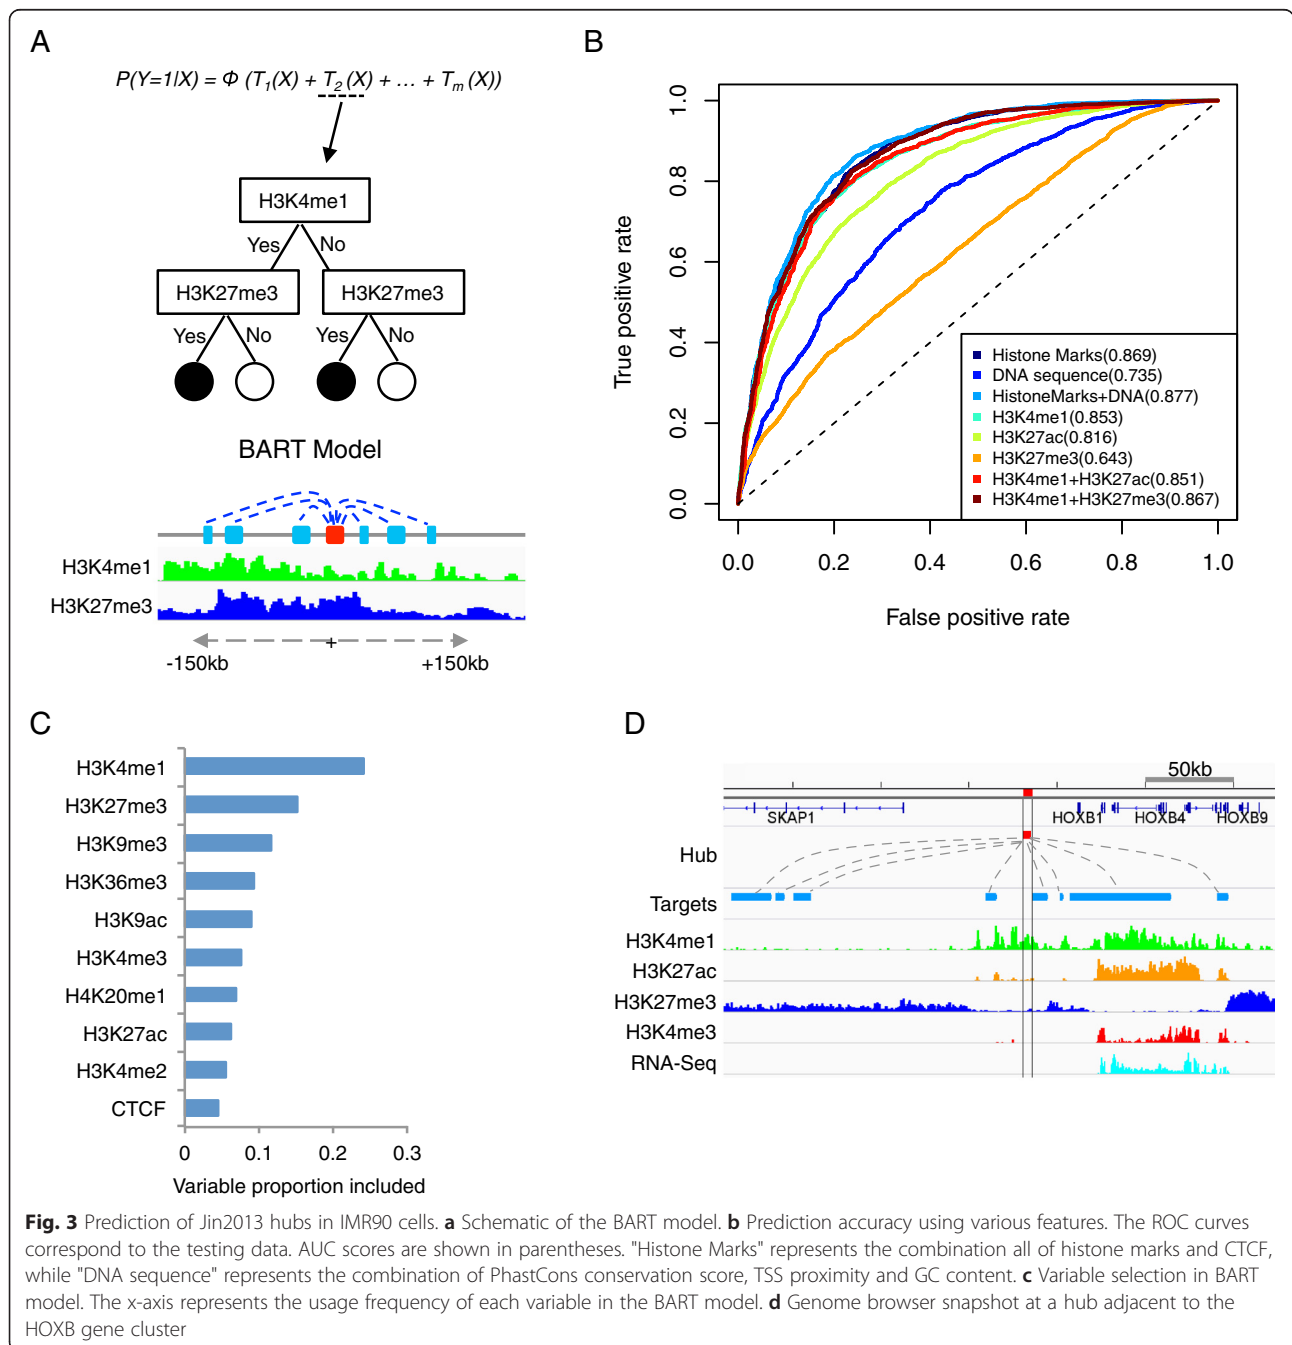 A
P(Y=1|X) = Φ (T1(X) + T2 (X) + … + Tm (X))
H3K4me1
Yes No
H3K27me3 H3K27me3
Yes No Yes No
BART Model
H3K4me1
H3K27me3
+
-150kb +150kb
B
True positive rate
1.0
0.8
0.6
0.4
0.2
0.0
Histone Marks(0.869)
DNA sequence(0.735)
HistoneMarks+DNA(0.877)
H3K4me1(0.853)
H3K27ac(0.816)
H3K27me3(0.643)
H3K4me1+H3K27ac(0.851)
H3K4me1+H3K27me3(0.867)
0.0 0.2 0.4 0.6 0.8 1.0
False positive rate
C
H3K4me1
H3K27me3
H3K9me3
H3K36me3
H3K9ac
H3K4me3
H4K20me1
H3K27ac
H3K4me2
CTCF
0 0.1 0.2 0.3
Variable proportion included
D
50kb
SKAP1 HOXB1 HOXB4 HOXB9
Hub
Targets
H3K4me1
H3K27ac
H3K27me3
H3K4me3
RNA-Seq
Fig. 3 Prediction of Jin2013 hubs in IMR90 cells. a Schematic of the BART model. b Prediction accuracy using various features. The ROC curves
correspond to the testing data. AUC scores are shown in parentheses. "Histone Marks" represents the combination all of histone marks and CTCF,
while "DNA sequence" represents the combination of PhastCons conservation score, TSS proximity and GC content. c Variable selection in BART
model. The x-axis represents the usage frequency of each variable in the BART model. d Genome browser snapshot at a hub adjacent to the
HOXB gene cluster